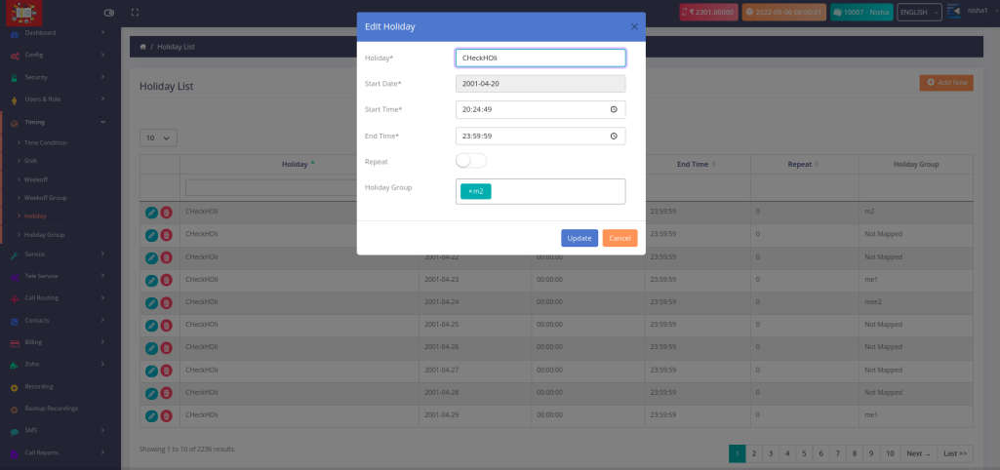 ₹ 2301.00000
2022-09-06 00:00:01
10007 - Nisha
ENGLISH
nishat
Dashboard
Config
Security
Users & Role
Timing
Time Condition
Shift
Weekoff
Weekoff Group
Holiday
Holiday Group
Service
Tele Service
Call Routing
Contacts
Billing
Zoho
Recording
Backup Recordings
SMS
Call Reports
/ Holiday List
Holiday List
Add New
10
Edit Holiday
×
Holiday*
CHeckHOli
Start Date*
2001-04-20
Start Time*
20:24:49
End Time*
23:59:59
Repeat
Holiday Group
×m2
Update
Cancel
Holiday End Time Repeat Holiday Group
CHeckHOli 23:59:59 0 m2
CHeckHOli 23:59:59 0 Not Mapped
CHeckHOli 2001-04-22 00:00:00 23:59:59 0 Not Mapped
CHeckHOli 2001-04-23 00:00:00 23:59:59 0 me1
CHeckHOli 2001-04-24 00:00:00 23:59:59 0 mee2
CHeckHOli 2001-04-25 00:00:00 23:59:59 0 Not Mapped
CHeckHOli 2001-04-26 00:00:00 23:59:59 0 Not Mapped
CHeckHOli 2001-04-27 00:00:00 23:59:59 0 Not Mapped
CHeckHOli 2001-04-28 00:00:00 23:59:59 0 Not Mapped
CHeckHOli 2001-04-29 00:00:00 23:59:59 0 me1
Showing 1 to 10 of 2236 results.
1 2 3 4 5 6 7 8 9 10 Next → Last >>